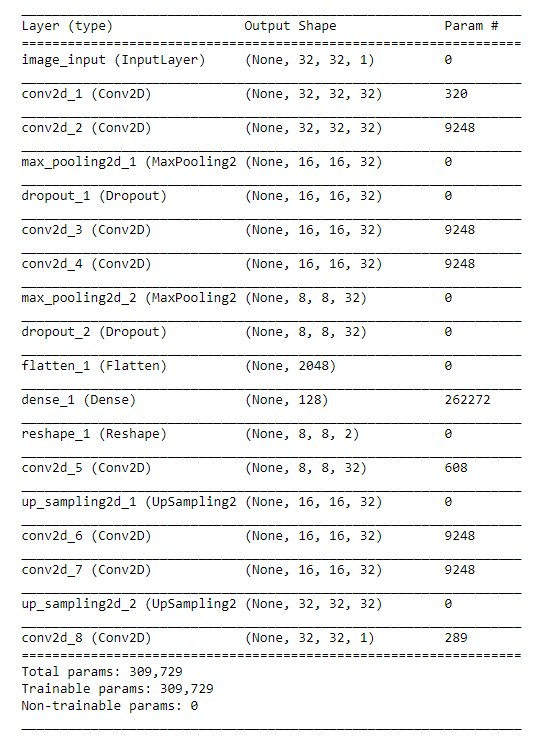 Layer (type) Output Shape Param #
image_input (InputLayer) (None, 32, 32, 1) 0
conv2d_1 (Conv2D) (None, 32, 32, 32) 320
conv2d_2 (Conv2D) (None, 32, 32, 32) 9248
max_pooling2d_1 (MaxPooling2 (None, 16, 16, 32) 0
dropout_1 (Dropout) (None, 16, 16, 32) 0
conv2d_3 (Conv2D) (None, 16, 16, 32) 9248
conv2d_4 (Conv2D) (None, 16, 16, 32) 9248
max_pooling2d_2 (MaxPooling2 (None, 8, 8, 32) 0
dropout_2 (Dropout) (None, 8, 8, 32) 0
flatten_1 (Flatten) (None, 2048) 0
dense_1 (Dense) (None, 128) 262272
reshape_1 (Reshape) (None, 8, 8, 2) 0
conv2d_5 (Conv2D) (None, 8, 8, 32) 608
up_sampling2d_1 (UpSampling2 (None, 16, 16, 32) 0
conv2d_6 (Conv2D) (None, 16, 16, 32) 9248
conv2d_7 (Conv2D) (None, 16, 16, 32) 9248
up_sampling2d_2 (UpSampling2 (None, 32, 32, 32) 0
conv2d_8 (Conv2D) (None, 32, 32, 1) 289
Total params: 309,729
Trainable params: 309,729
Non-trainable params: 0